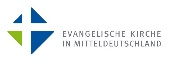 EVANGELISCHE KIRCHE
IN MITTELDEUTSCHLAND